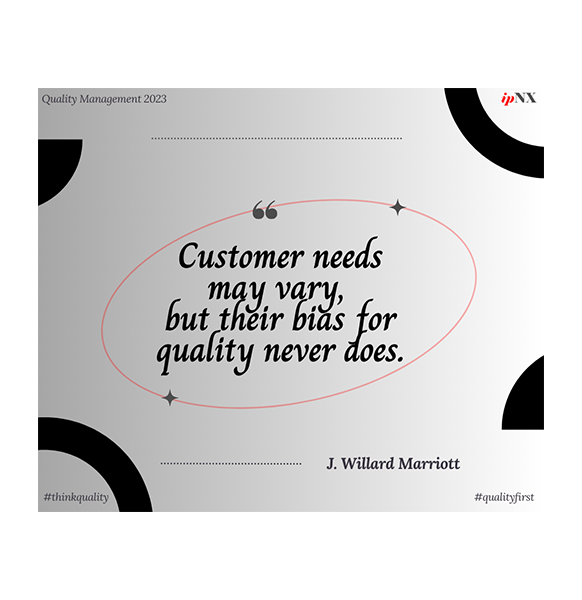 Quality Management 2023
ipNX
❝
Customer needs
may vary,
but their bias for
quality never does.
J. Willard Marriott
#thinkquality
#qualityfirst